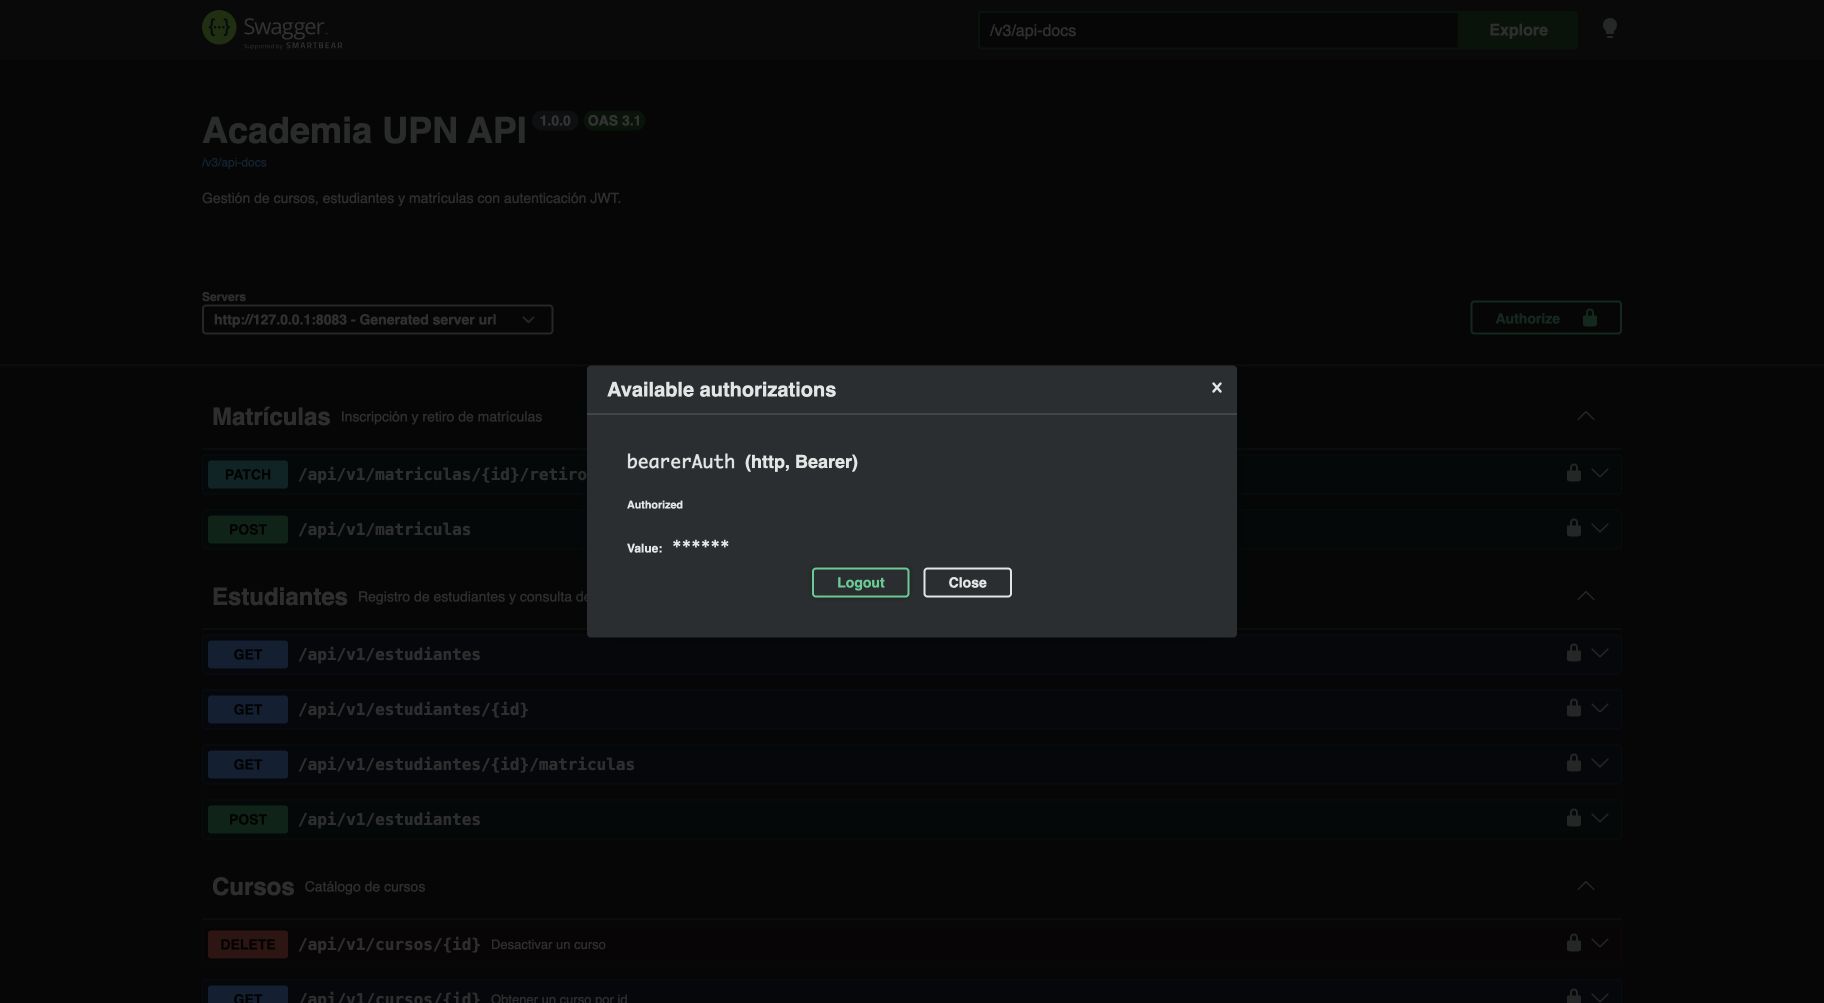 Swagger.
Supported by SMARTBEAR
/v3/api-docs
Explore
Academia UPN API 1.0.0 OAS 3.1
/v3/api-docs
Gestión de cursos, estudiantes y matrículas con autenticación JWT.
Servers
http://127.0.0.1:8083 - Generated server url
Authorize
Available authorizations
bearerAuth (http, Bearer)
Authorized
Value: ******
Logout
Close
Matrículas Inscripción y retiro de matrículas
PATCH /api/v1/matriculas/{id}/retiro
POST /api/v1/matriculas
Estudiantes Registro de estudiantes y consulta de
GET /api/v1/estudiantes
GET /api/v1/estudiantes/{id}
GET /api/v1/estudiantes/{id}/matriculas
POST /api/v1/estudiantes
Cursos Catálogo de cursos
DELETE /api/v1/cursos/{id} Desactivar un curso
GET /api/v1/cursos/{id} Obtener un curso por id